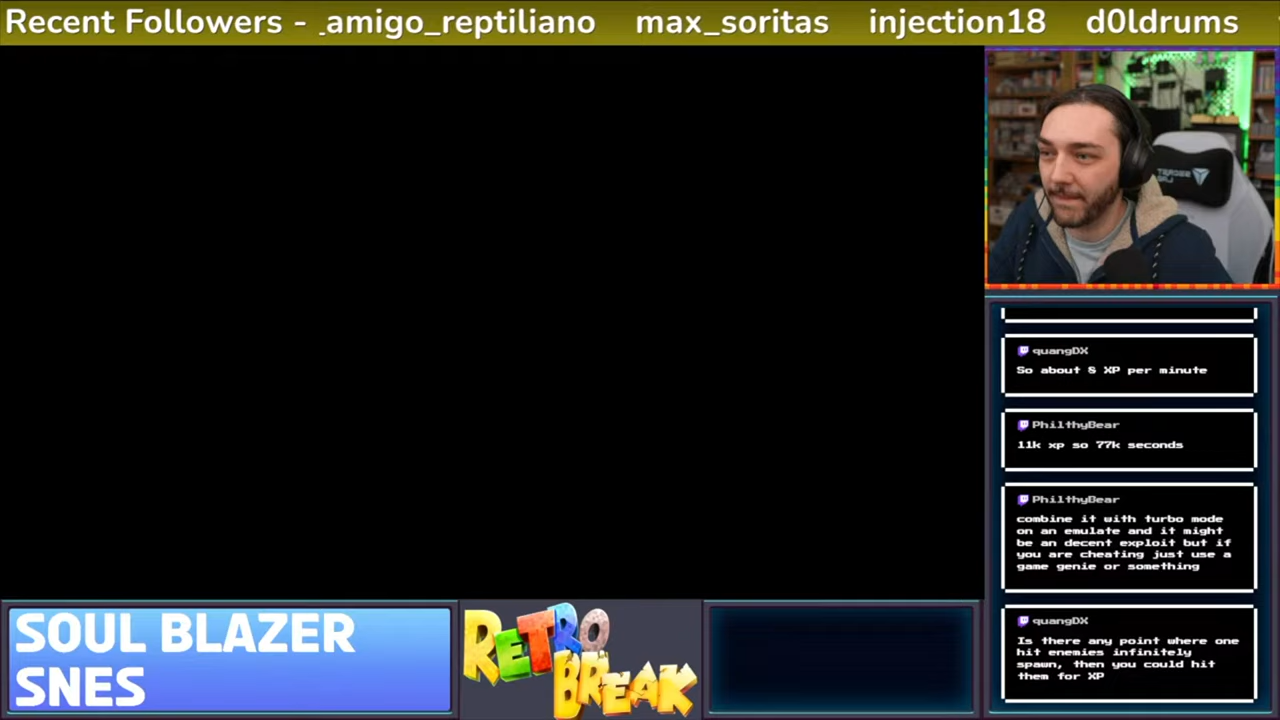 Recent Followers - _amigo_reptiliano max_soritas injection18 d0ldrums
quangDX
So about 8 XP per minute
PhilthyBear
11k xp so 77k seconds
PhilthyBear
combine it with turbo mode
on an emulate and it might
be an decent exploit but if
you are cheating just use a
game genie or something
quangDX
Is there any point where one
hit enemies infinitely
spawn, then you could hit
them for XP
SOUL BLAZER
SNES
RETRO
BREAK